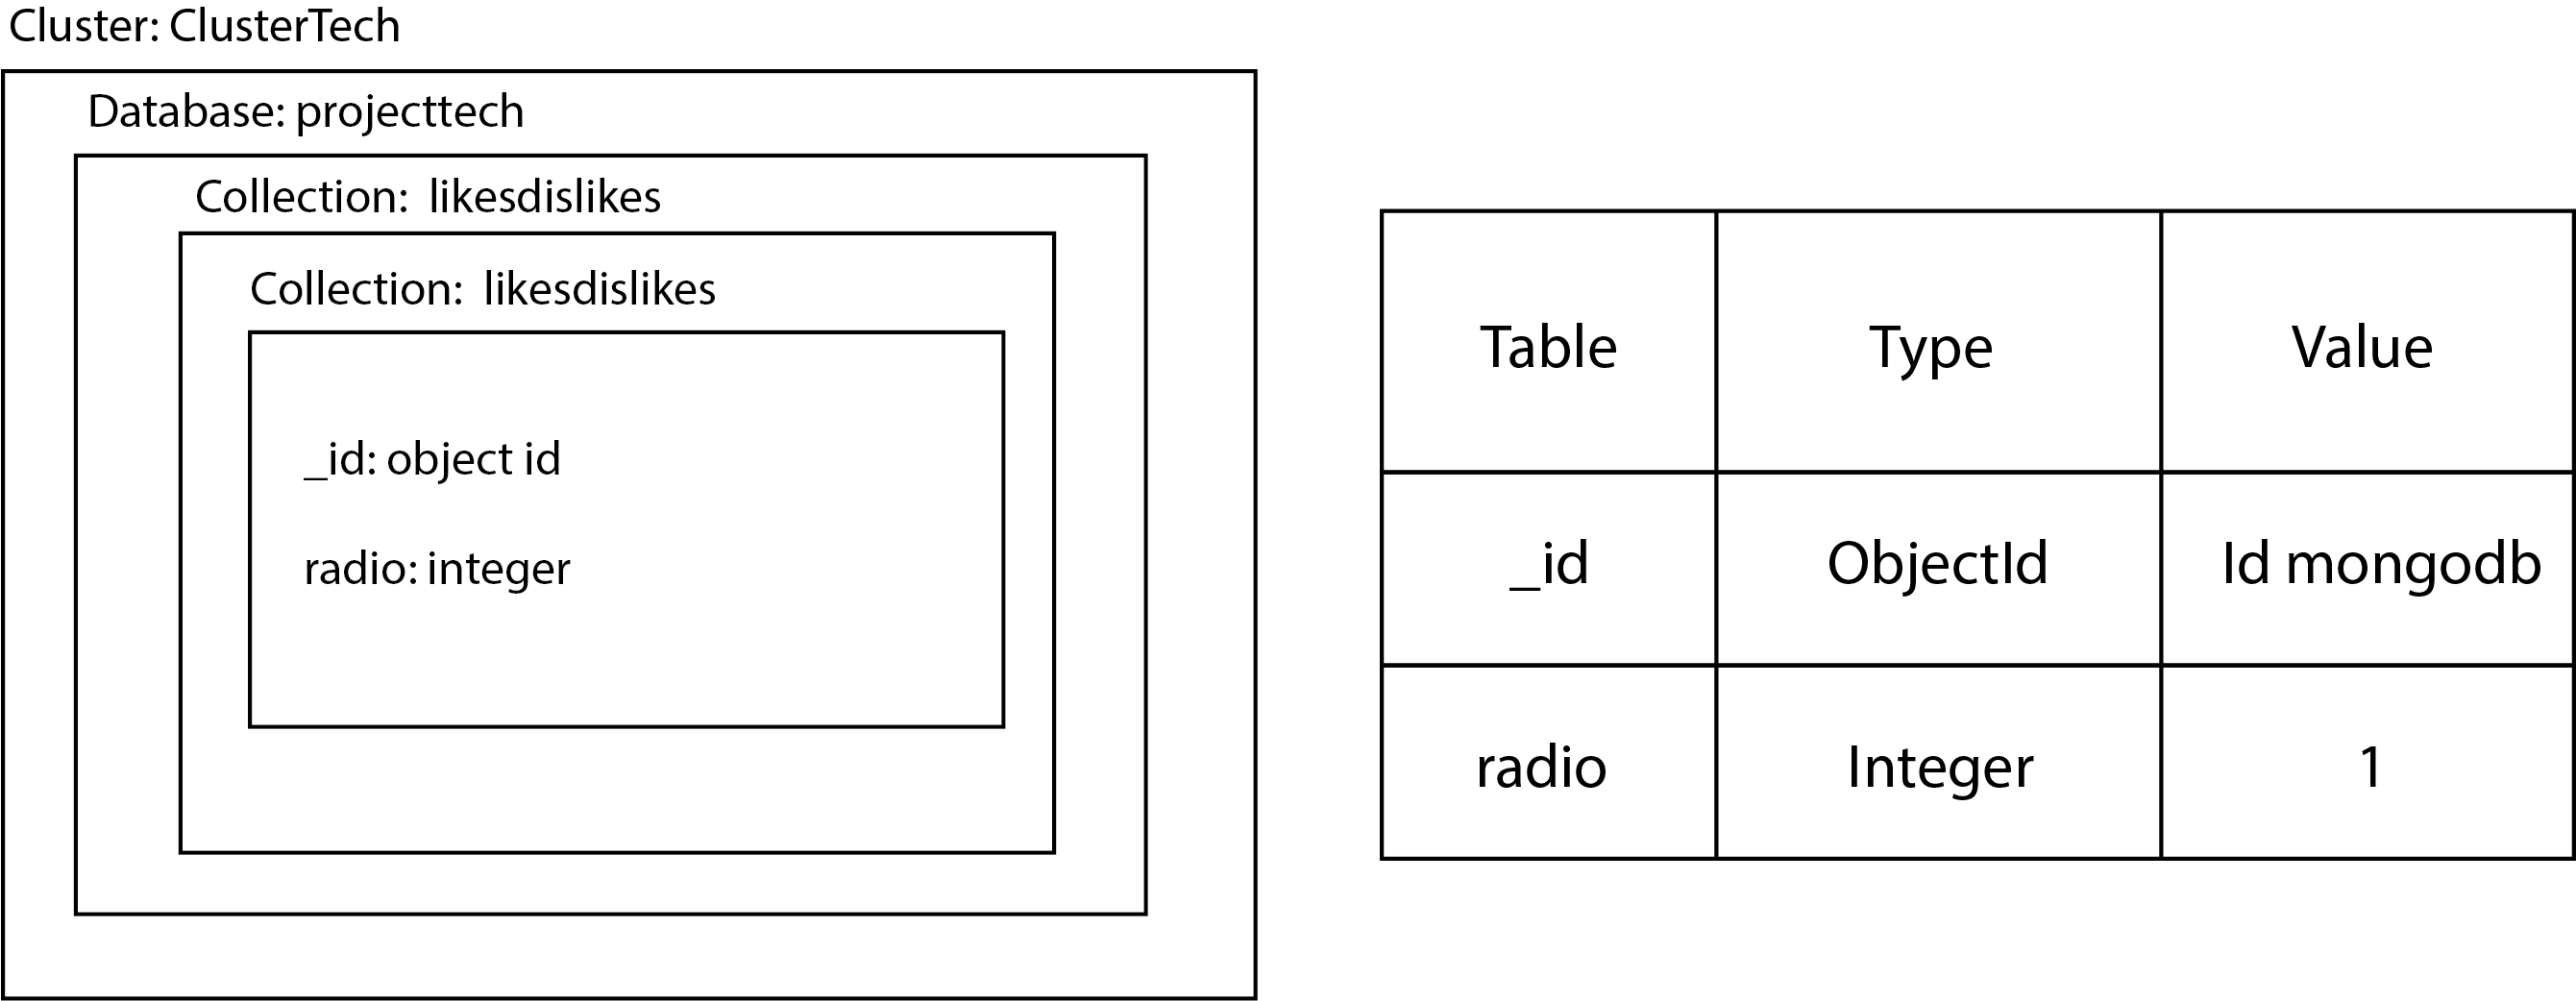 Cluster: ClusterTech
Database: projecttech
Collection: likesdislikes
Collection: likesdislikes
_id: object id
radio: integer
Table Type Value
_id ObjectId Id mongodb
radio Integer 1